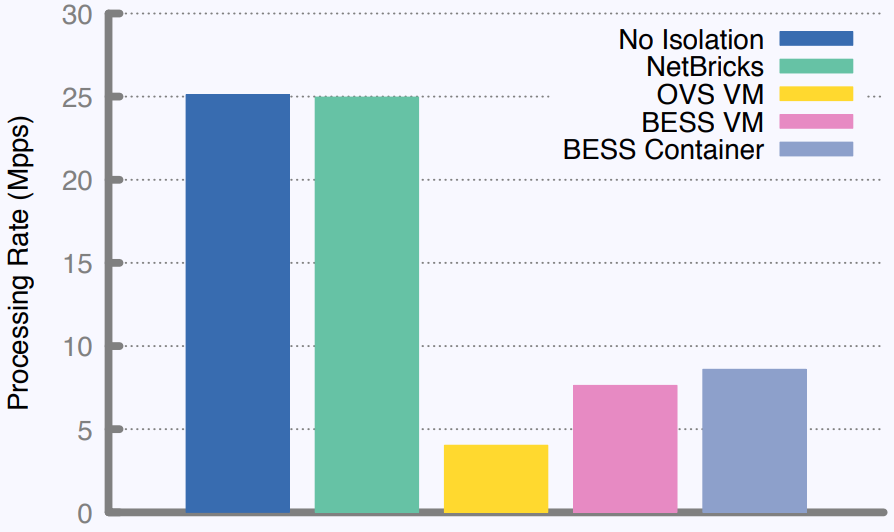 30
25
20
15
10
5
0
Processing Rate (Mpps)
No Isolation
NetBricks
OVS VM
BESS VM
BESS Container